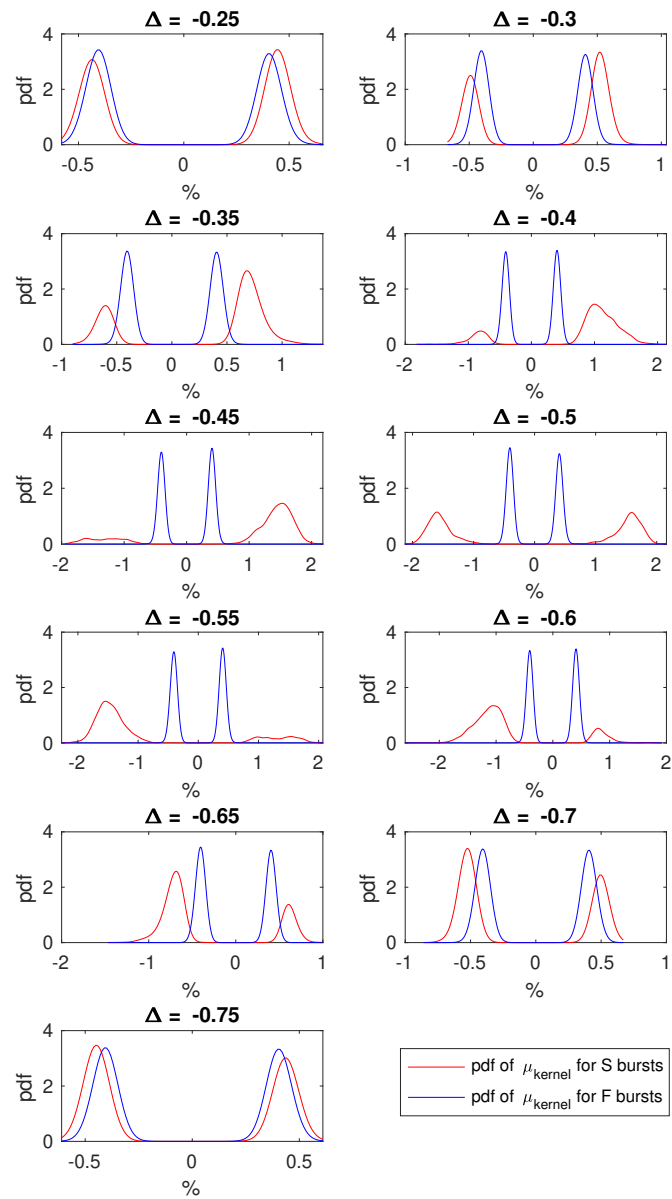 Δ = -0.25
Δ = -0.3
pdf
4
2
0
-0.5 0 0.5
%
pdf
4
2
0
-1 -0.5 0 0.5 1
%
Δ = -0.35
Δ = -0.4
pdf
4
2
0
-1 -0.5 0 0.5 1
%
pdf
4
2
0
-2 -1 0 1 2
%
Δ = -0.45
Δ = -0.5
pdf
4
2
0
-2 -1 0 1 2
%
pdf
4
2
0
-2 -1 0 1 2
%
Δ = -0.55
Δ = -0.6
pdf
4
2
0
-2 -1 0 1 2
%
pdf
4
2
0
-2 -1 0 1 2
%
Δ = -0.65
Δ = -0.7
pdf
4
2
0
-2 -1 0 1
%
pdf
4
2
0
-1 -0.5 0 0.5 1
%
Δ = -0.75
pdf
4
2
0
-0.5 0 0.5
%
pdf of μkernel for S bursts
pdf of μkernel for F bursts